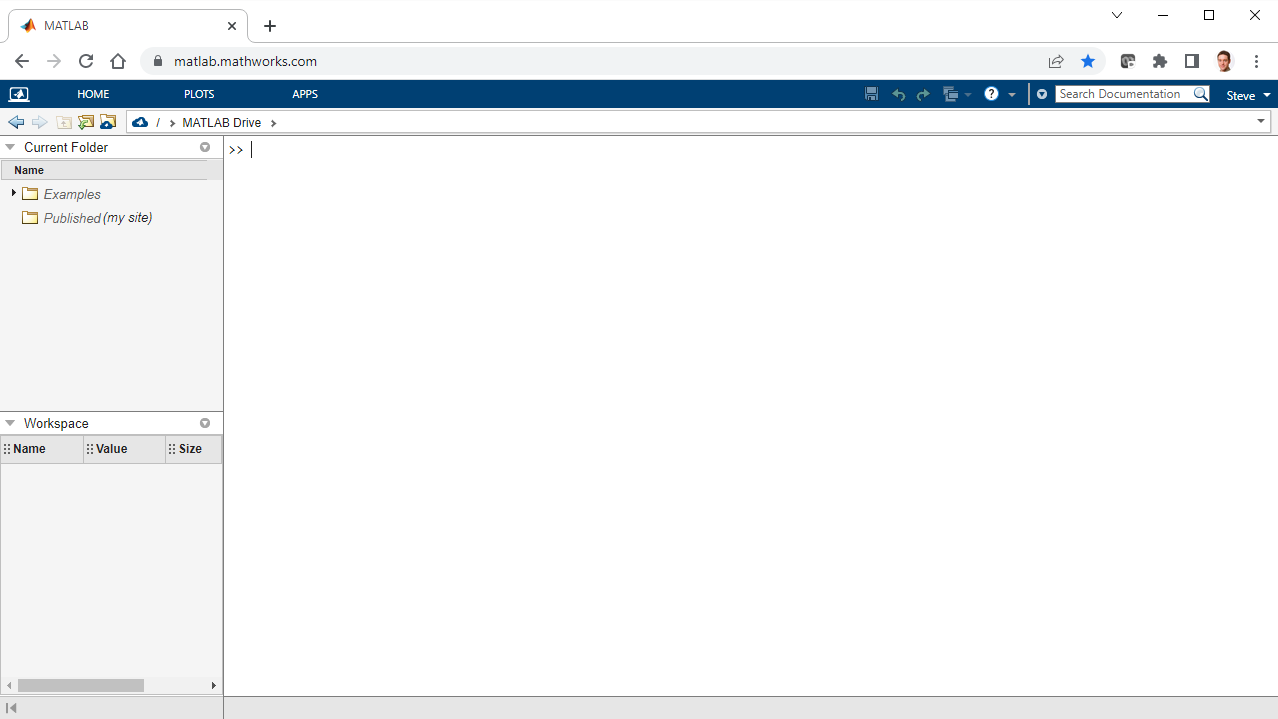 MATLAB
matlab.mathworks.com
HOME PLOTS APPS Search Documentation Steve
/ MATLAB Drive
Current Folder
Name
Examples
Published (my site)
Workspace
Name Value Size
>>